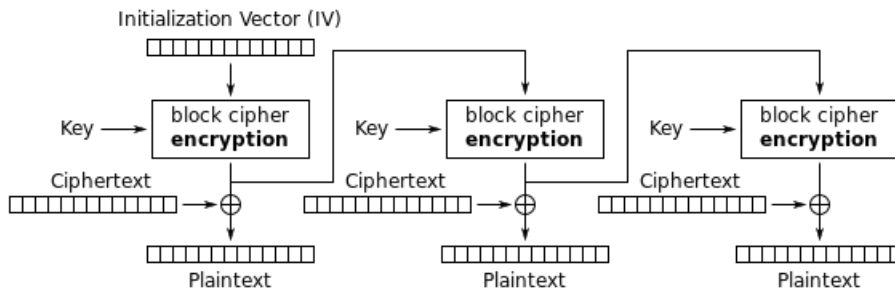 Initialization Vector (IV)
block cipher
encryption
Key
Ciphertext
Plaintext
block cipher
encryption
Key
Ciphertext
Plaintext
block cipher
encryption
Key
Ciphertext
Plaintext